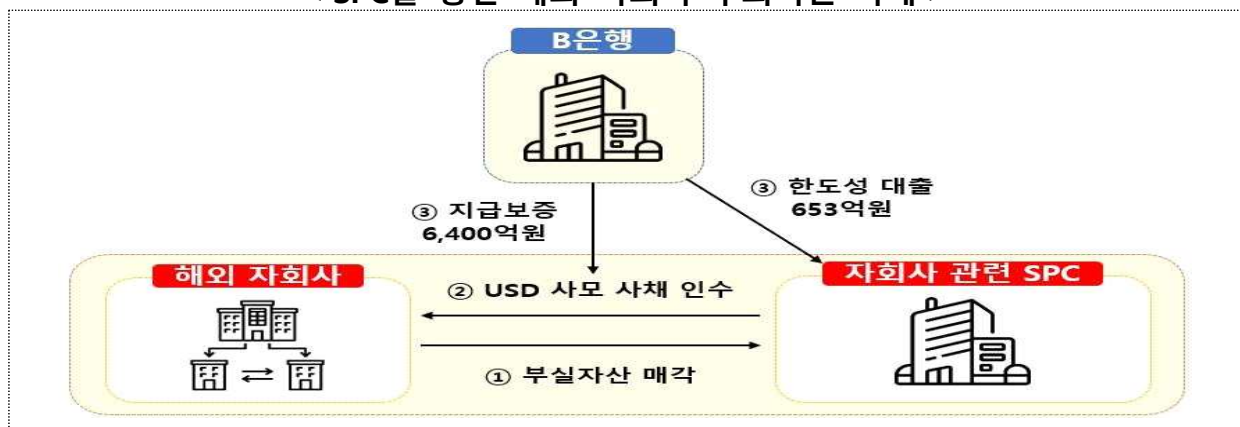 B은행
③ 한도성 대출
653억원
③ 지급보증
6,400억원
해외 자회사
자회사 관련 SPC
② USD 사모 사채 인수
① 부실자산 매각